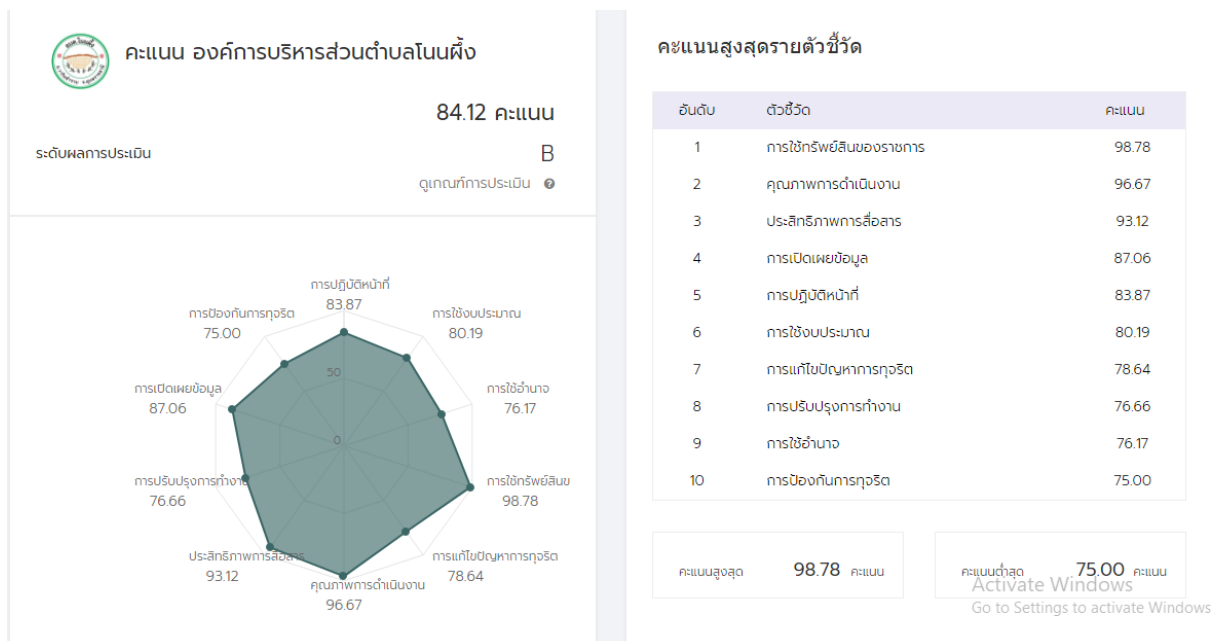 คะแนน องค์การบริหารส่วนตำบลโนนผึ้ง
84.12 คะแนน
ระดับผลการประเมิน B
ดูเกณฑ์การประเมิน
การปฏิบัติหน้าที่
83.87
การป้องกันการทุจริต
75.00
การใช้งบประมาณ
80.19
50
การเปิดเผยข้อมูล
87.06
การใช้อำนาจ
76.17
0
การปรับปรุงการทำงาน
76.66
การใช้ทรัพย์สินข
98.78
ประสิทธิภาพการสื่อสาร
93.12
การแก้ไขปัญหาการทุจริต
78.64
คุณภาพการดำเนินงาน
96.67
คะแนนสูงสุดรายตัวชี้วัด
อันดับ ตัวชี้วัด คะแนน
1 การใช้ทรัพย์สินของราชการ 98.78
2 คุณภาพการดำเนินงาน 96.67
3 ประสิทธิภาพการสื่อสาร 93.12
4 การเปิดเผยข้อมูล 87.06
5 การปฏิบัติหน้าที่ 83.87
6 การใช้งบประมาณ 80.19
7 การแก้ไขปัญหาการทุจริต 78.64
8 การปรับปรุงการทำงาน 76.66
9 การใช้อำนาจ 76.17
10 การป้องกันการทุจริต 75.00
คะแนนสูงสุด 98.78 คะแนน
คะแนนต่ำสุด 75.00 คะแนน
Activate Windows
Go to Settings to activate Windows